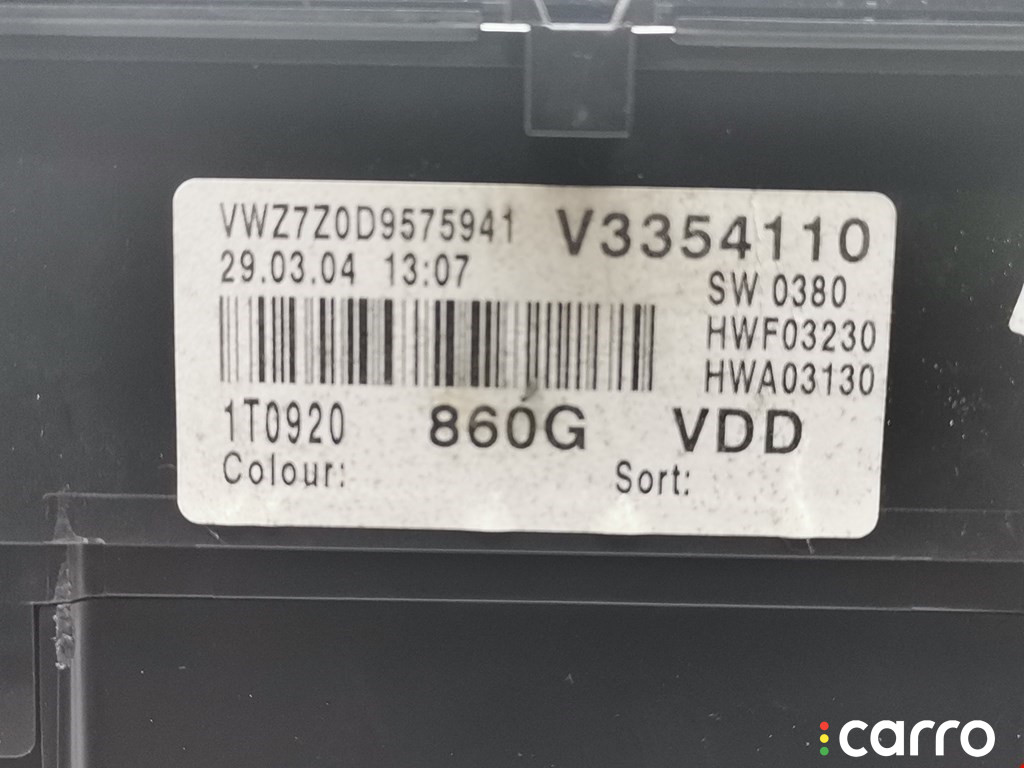 VWZ7Z0D9575941 V3354110
29.03.04 13:07
SW 0380
HWF03230
HWA03130
1T0920 860G VDD
Colour: Sort:
carro